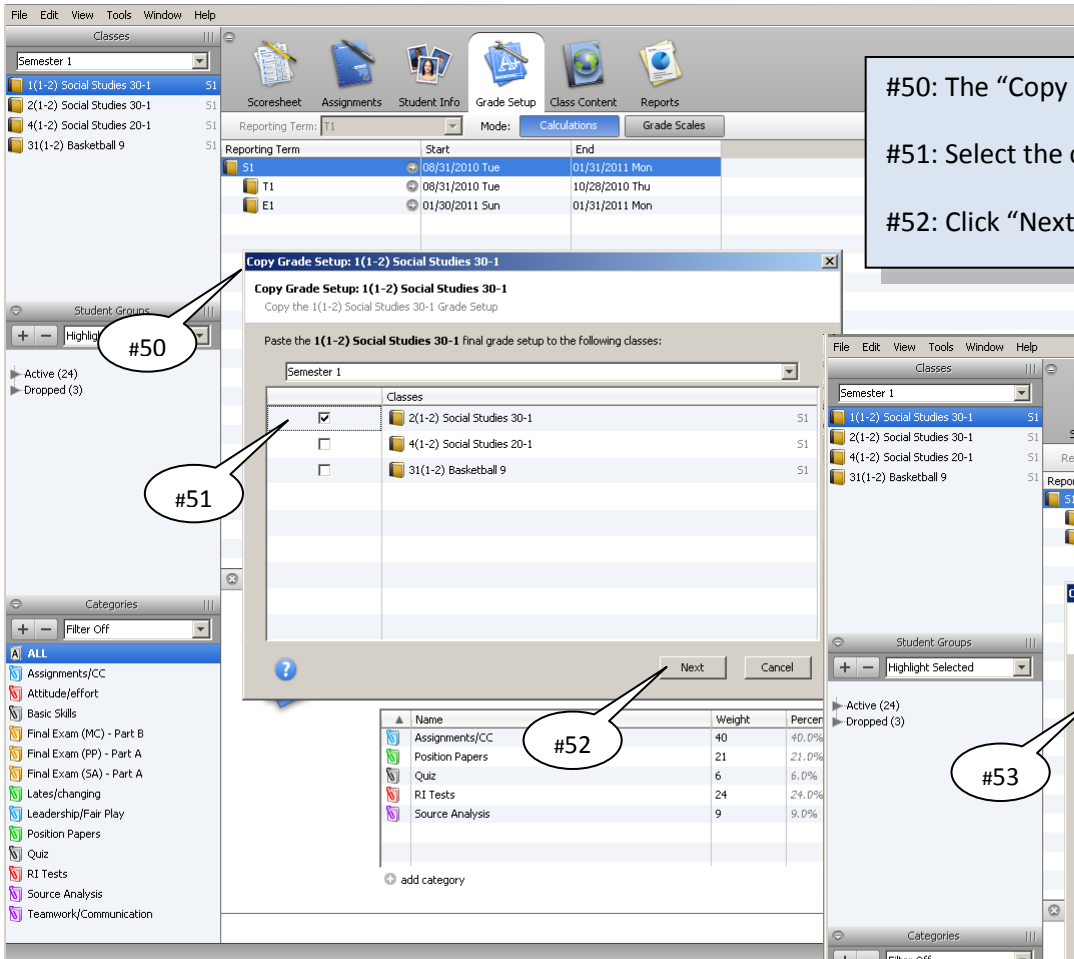 File Edit View Tools Window Help
Classes
Semester 1
1(1-2) Social Studies 30-1 S1
2(1-2) Social Studies 30-1 S1
4(1-2) Social Studies 20-1 S1
31(1-2) Basketball 9 S1
Scoresheet Assignments Student Info Grade Setup Class Content Reports
Reporting Term: T1 Mode: Calculations Grade Scales
Reporting Term Start End
S1 08/31/2010 Tue 01/31/2011 Mon
T1 08/31/2010 Tue 10/28/2010 Thu
E1 01/30/2011 Sun 01/31/2011 Mon
#50: The “Copy
#51: Select the
#52: Click “Next
Student Groups
Active (24)
Dropped (3)
#50
Copy Grade Setup: 1(1-2) Social Studies 30-1
Copy Grade Setup: 1(1-2) Social Studies 30-1
Copy the 1(1-2) Social Studies 30-1 Grade Setup
Paste the 1(1-2) Social Studies 30-1 final grade setup to the following classes:
Semester 1
Classes
2(1-2) Social Studies 30-1 S1
4(1-2) Social Studies 20-1 S1
31(1-2) Basketball 9 S1
#51
Next Cancel
#52
Categories
Filter Off
ALL
Assignments/CC
Attitude/effort
Basic Skills
Final Exam (MC) - Part B
Final Exam (PP) - Part A
Final Exam (SA) - Part A
Lates/changing
Leadership/Fair Play
Position Papers
Quiz
RI Tests
Source Analysis
Teamwork/Communication
Name Weight Percen
Assignments/CC 40 40.0%
Position Papers 21 21.0%
Quiz 6 6.0%
RI Tests 24 24.0%
Source Analysis 9 9.0%
add category
File Edit View Tools Window Help
Classes
Semester 1
1(1-2) Social Studies 30-1 S1
2(1-2) Social Studies 30-1 S1
4(1-2) Social Studies 20-1 S1
31(1-2) Basketball 9 S1
Student Groups
Highlight Selected
Active (24)
Dropped (3)
#53
Categories
Filter Off